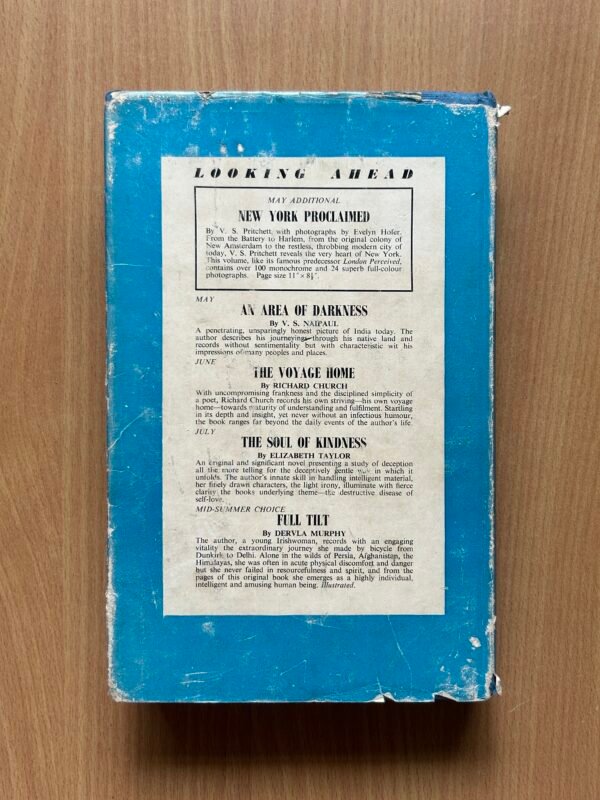 LOOKING AHEAD
MAY ADDITIONAL
NEW YORK PROCLAIMED
By V. S. Pritchett, with photographs by Evelyn Hofer.
From the Battery to Harlem, from the original colony of
New Amsterdam to the restless, throbbing modern city of
today, V. S. Pritchett reveals the very heart of New York.
This volume, like its famous predecessor London Perceived,
contains over 100 monochrome and 24 superb full-colour
photographs. Page size 11" × 8½".
MAY
AN AREA OF DARKNESS
By V. S. NAIPAUL
A penetrating, unsparingly honest picture of India today. The
author describes his journeyings through his native land and
records without sentimentality but with characteristic wit his
impressions of many peoples and places.
JUNE
THE VOYAGE HOME
By RICHARD CHURCH
With uncompromising frankness and the disciplined simplicity of
a poet, Richard Church records his own striving—his own voyage
home—towards maturity of understanding and fulfilment. Startling
in its depth and insight, yet never without an infectious humour,
the book ranges far beyond the daily events of the author's life.
JULY
THE SOUL OF KINDNESS
By ELIZABETH TAYLOR
An original and significant novel presenting a study of deception
all the more telling for the deceptively gentle way in which it
unfolds. The author's innate skill in handling intelligent material,
her finely drawn characters, the light irony, illuminate with fierce
clarity the books underlying theme—the destructive disease of
self-love.
MID-SUMMER CHOICE
FULL TILT
By DERVLA MURPHY
The author, a young Irishwoman, records with an engaging
vitality the extraordinary journey she made by bicycle from
Dunkirk to Delhi. Alone in the wilds of Persia, Afghanistan, the
Himalayas, she was often in acute physical discomfort and danger
but she never failed in resourcefulness and spirit, and from the
pages of this original book she emerges as a highly individual,
intelligent and amusing human being. Illustrated.